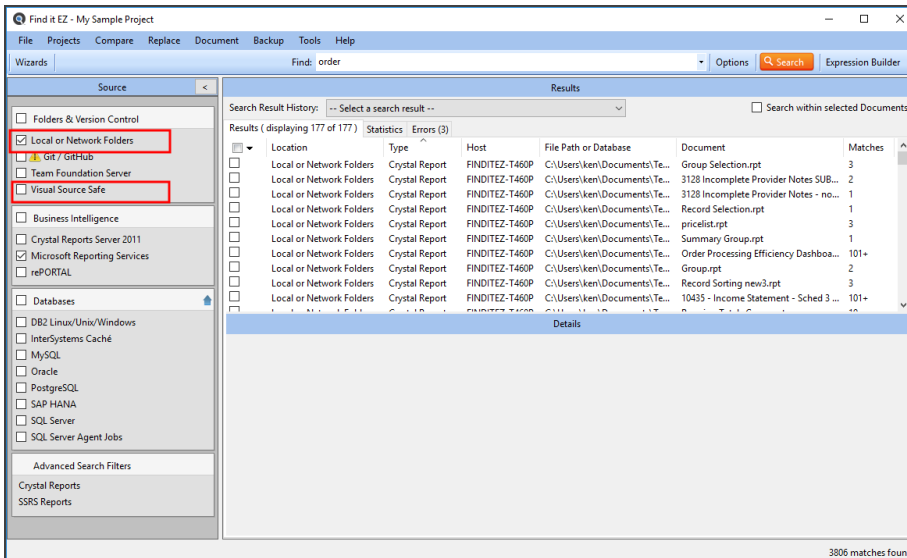 Find it EZ - My Sample Project
File Projects Compare Replace Document Backup Tools Help
Wizards Find: order Options Search Expression Builder
Source <
Folders & Version Control
Local or Network Folders
Git / GitHub
Team Foundation Server
Visual Source Safe
Business Intelligence
Crystal Reports Server 2011
Microsoft Reporting Services
rePORTAL
Databases
DB2 Linux/Unix/Windows
InterSystems Caché
MySQL
Oracle
PostgreSQL
SAP HANA
SQL Server
SQL Server Agent Jobs
Advanced Search Filters
Crystal Reports
SSRS Reports
Results
Search Result History: -- Select a search result -- Search within selected Documents
Results ( displaying 177 of 177 ) Statistics Errors (3)
Location Type Host File Path or Database Document Matches
Local or Network Folders Crystal Report FINDITEZ-T460P C:\Users\ken\Documents\Te... Group Selection.rpt 3
Local or Network Folders Crystal Report FINDITEZ-T460P C:\Users\ken\Documents\Te... 3128 Incomplete Provider Notes SUB... 2
Local or Network Folders Crystal Report FINDITEZ-T460P C:\Users\ken\Documents\Te... 3128 Incomplete Provider Notes - no... 1
Local or Network Folders Crystal Report FINDITEZ-T460P C:\Users\ken\Documents\Te... Record Selection.rpt 1
Local or Network Folders Crystal Report FINDITEZ-T460P C:\Users\ken\Documents\Te... pricelist.rpt 3
Local or Network Folders Crystal Report FINDITEZ-T460P C:\Users\ken\Documents\Te... Summary Group.rpt 1
Local or Network Folders Crystal Report FINDITEZ-T460P C:\Users\ken\Documents\Te... Order Processing Efficiency Dashboa... 101+
Local or Network Folders Crystal Report FINDITEZ-T460P C:\Users\ken\Documents\Te... Group.rpt 2
Local or Network Folders Crystal Report FINDITEZ-T460P C:\Users\ken\Documents\Te... Record Sorting new3.rpt 3
Local or Network Folders Crystal Report FINDITEZ-T460P C:\Users\ken\Documents\Te... 10435 - Income Statement - Sched 3 ... 101+
Details
3806 matches foun